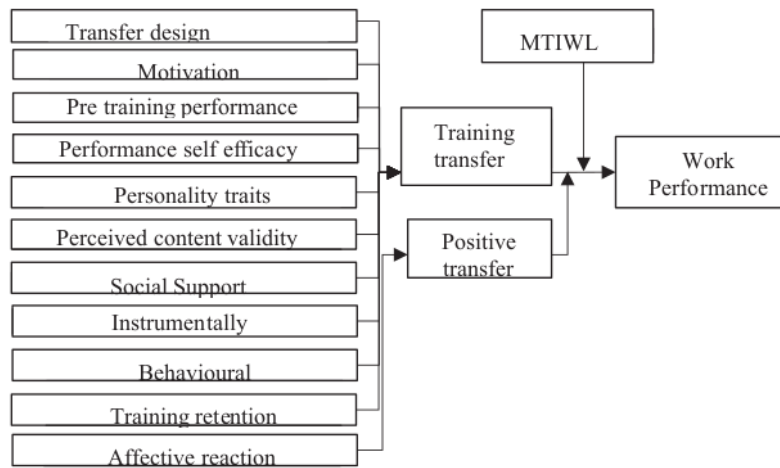 Transfer design
Motivation
Pre training performance
Performance self efficacy
Personality traits
Perceived content validity
Social Support
Instrumentally
Behavioural
Training retention
Affective reaction
Training
transfer
Positive
transfer
MTIWL
Work
Performance